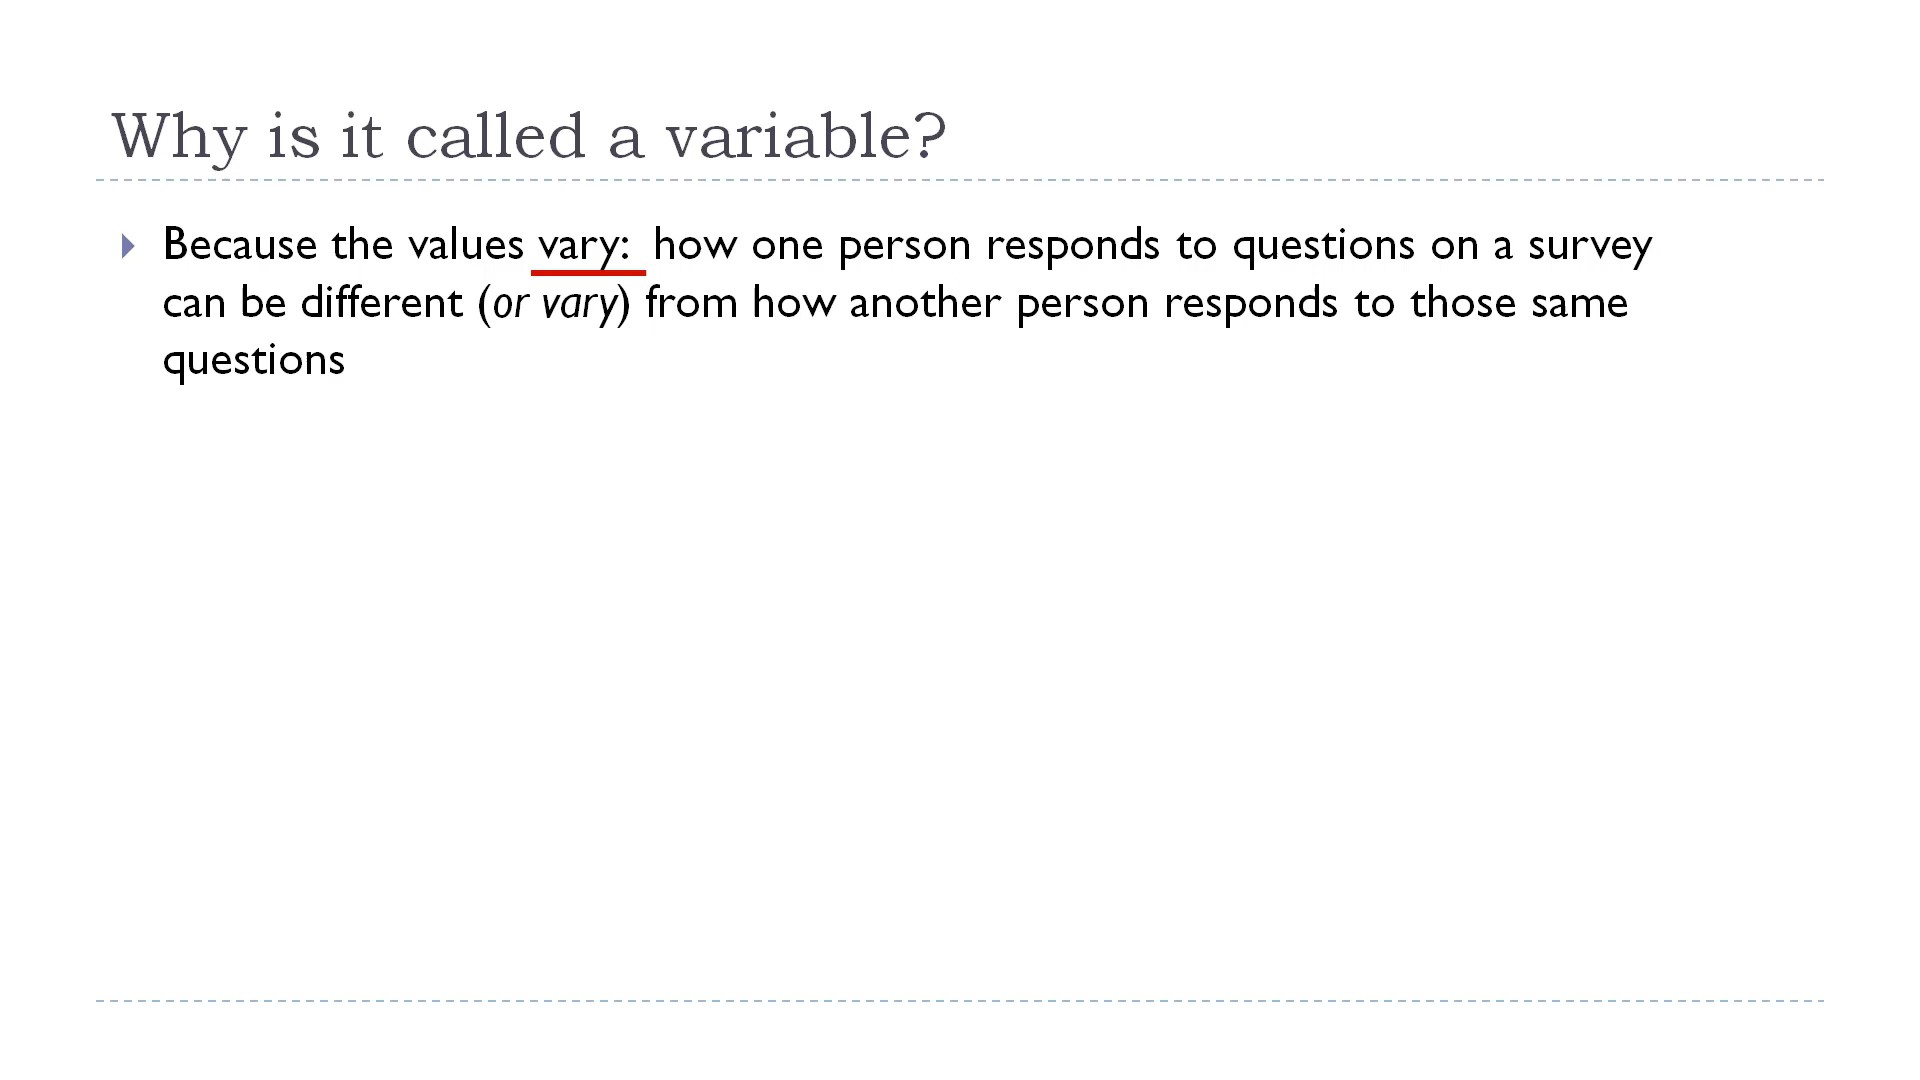 Why is it called a variable?
Because the values vary: how one person responds to questions on a survey
can be different (or vary) from how another person responds to those same
questions